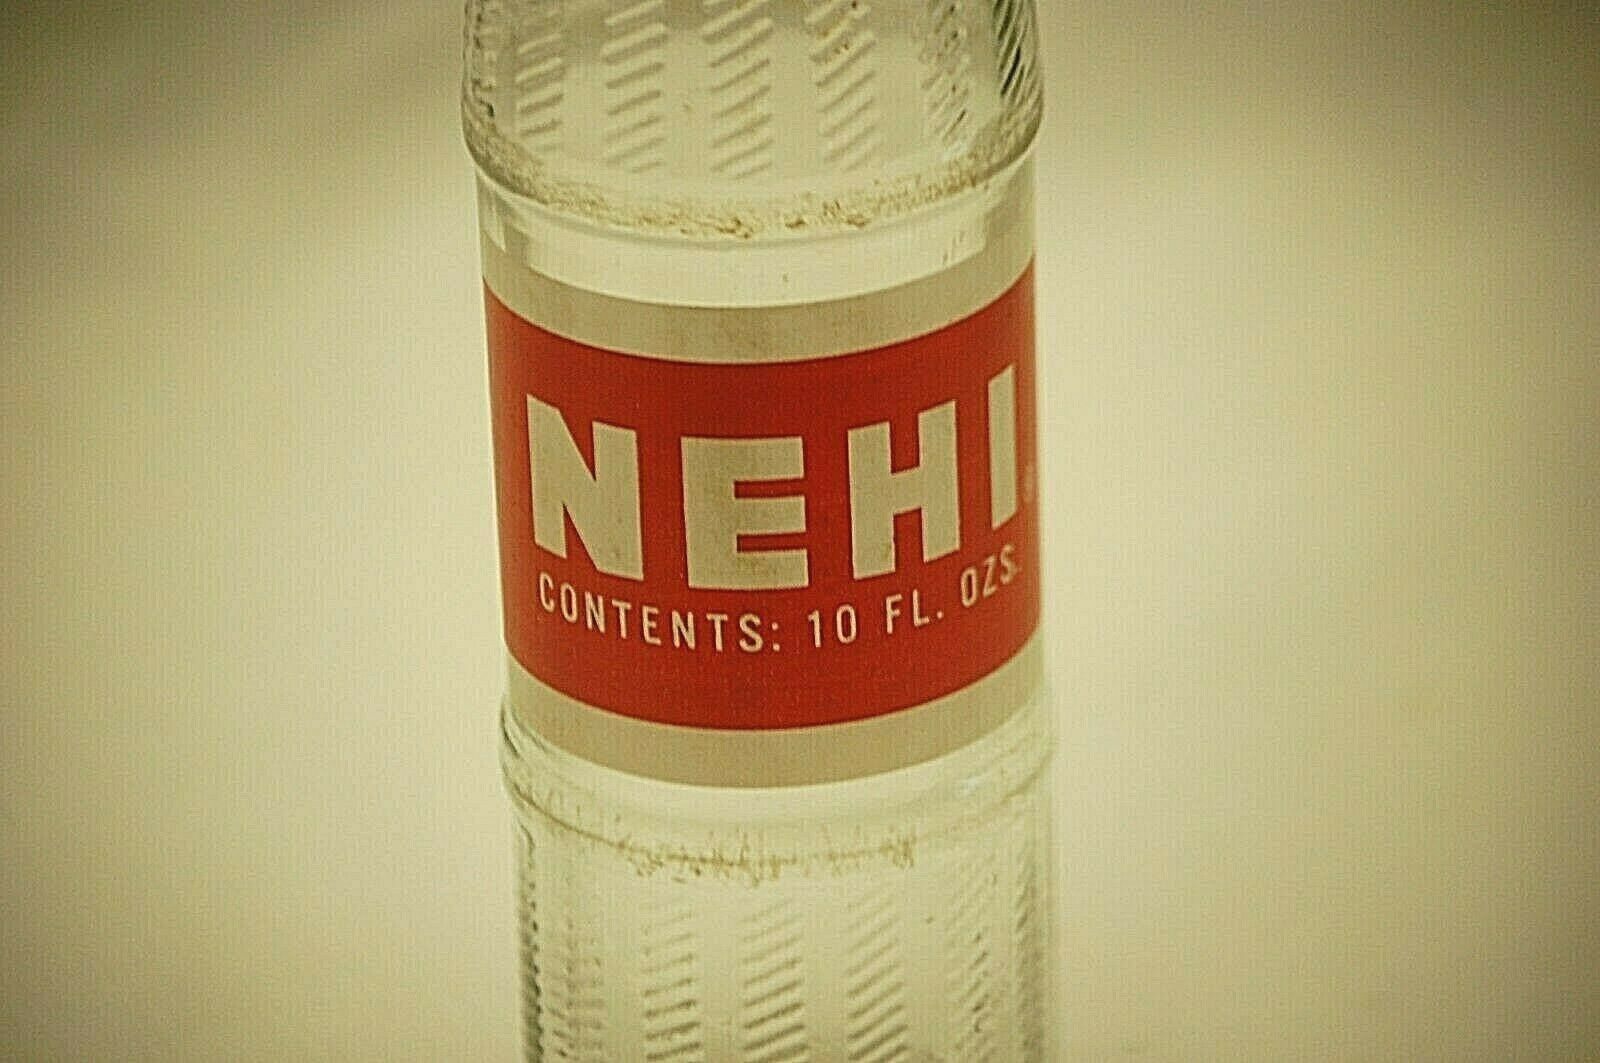 NEHI
CONTENTS: 10 FL. OZS.